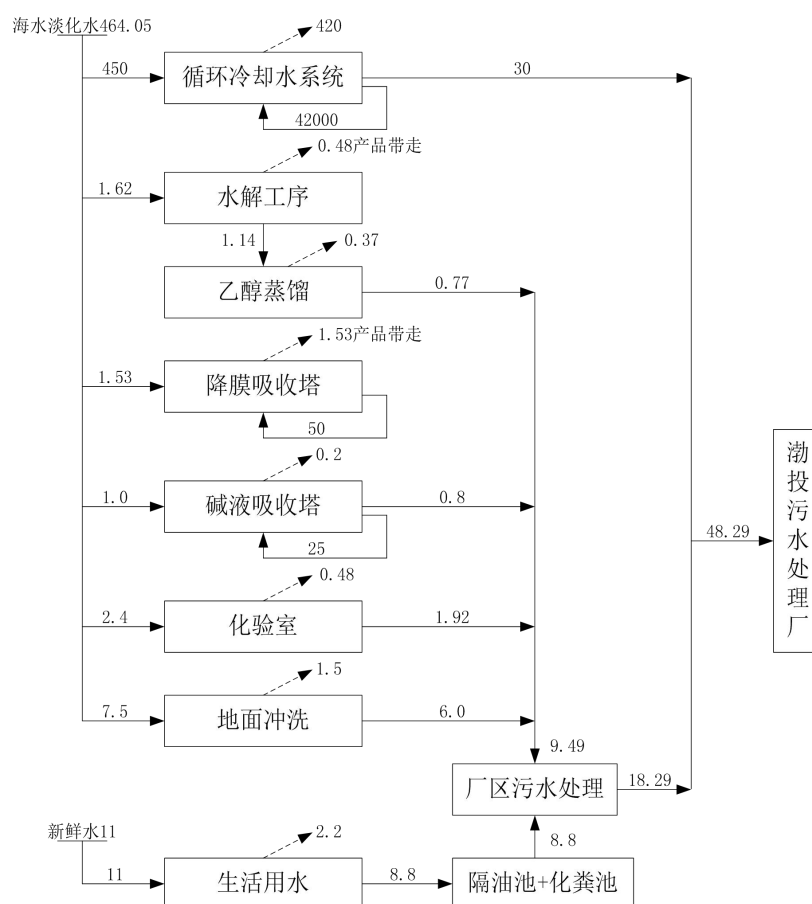 海水淡化水464.05
420
450
循环冷却水系统
30
42000
0.48产品带走
1.62
水解工序
1.14
0.37
乙醇蒸馏
0.77
1.53产品带走
1.53
降膜吸收塔
50
0.2
1.0
碱液吸收塔
0.8
25
渤投污水处理厂
48.29
0.48
2.4
化验室
1.92
1.5
7.5
地面冲洗
6.0
9.49
厂区污水处理
18.29
新鲜水11
2.2
8.8
11
生活用水
8.8
隔油池+化粪池